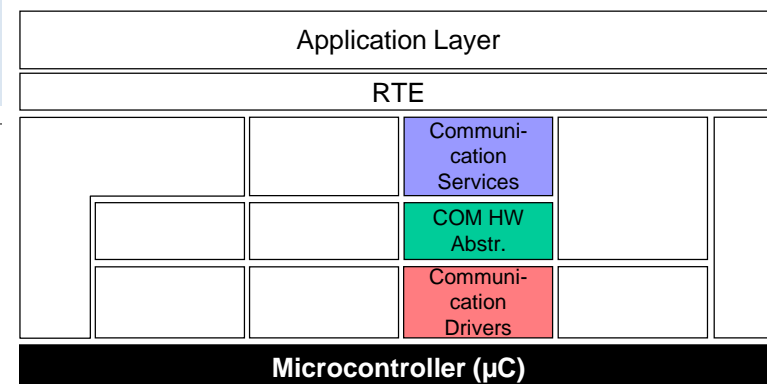 Application Layer
RTE
Communi-
cation
Services
COM HW
Abstr.
Communi-
cation
Drivers
Microcontroller (µC)